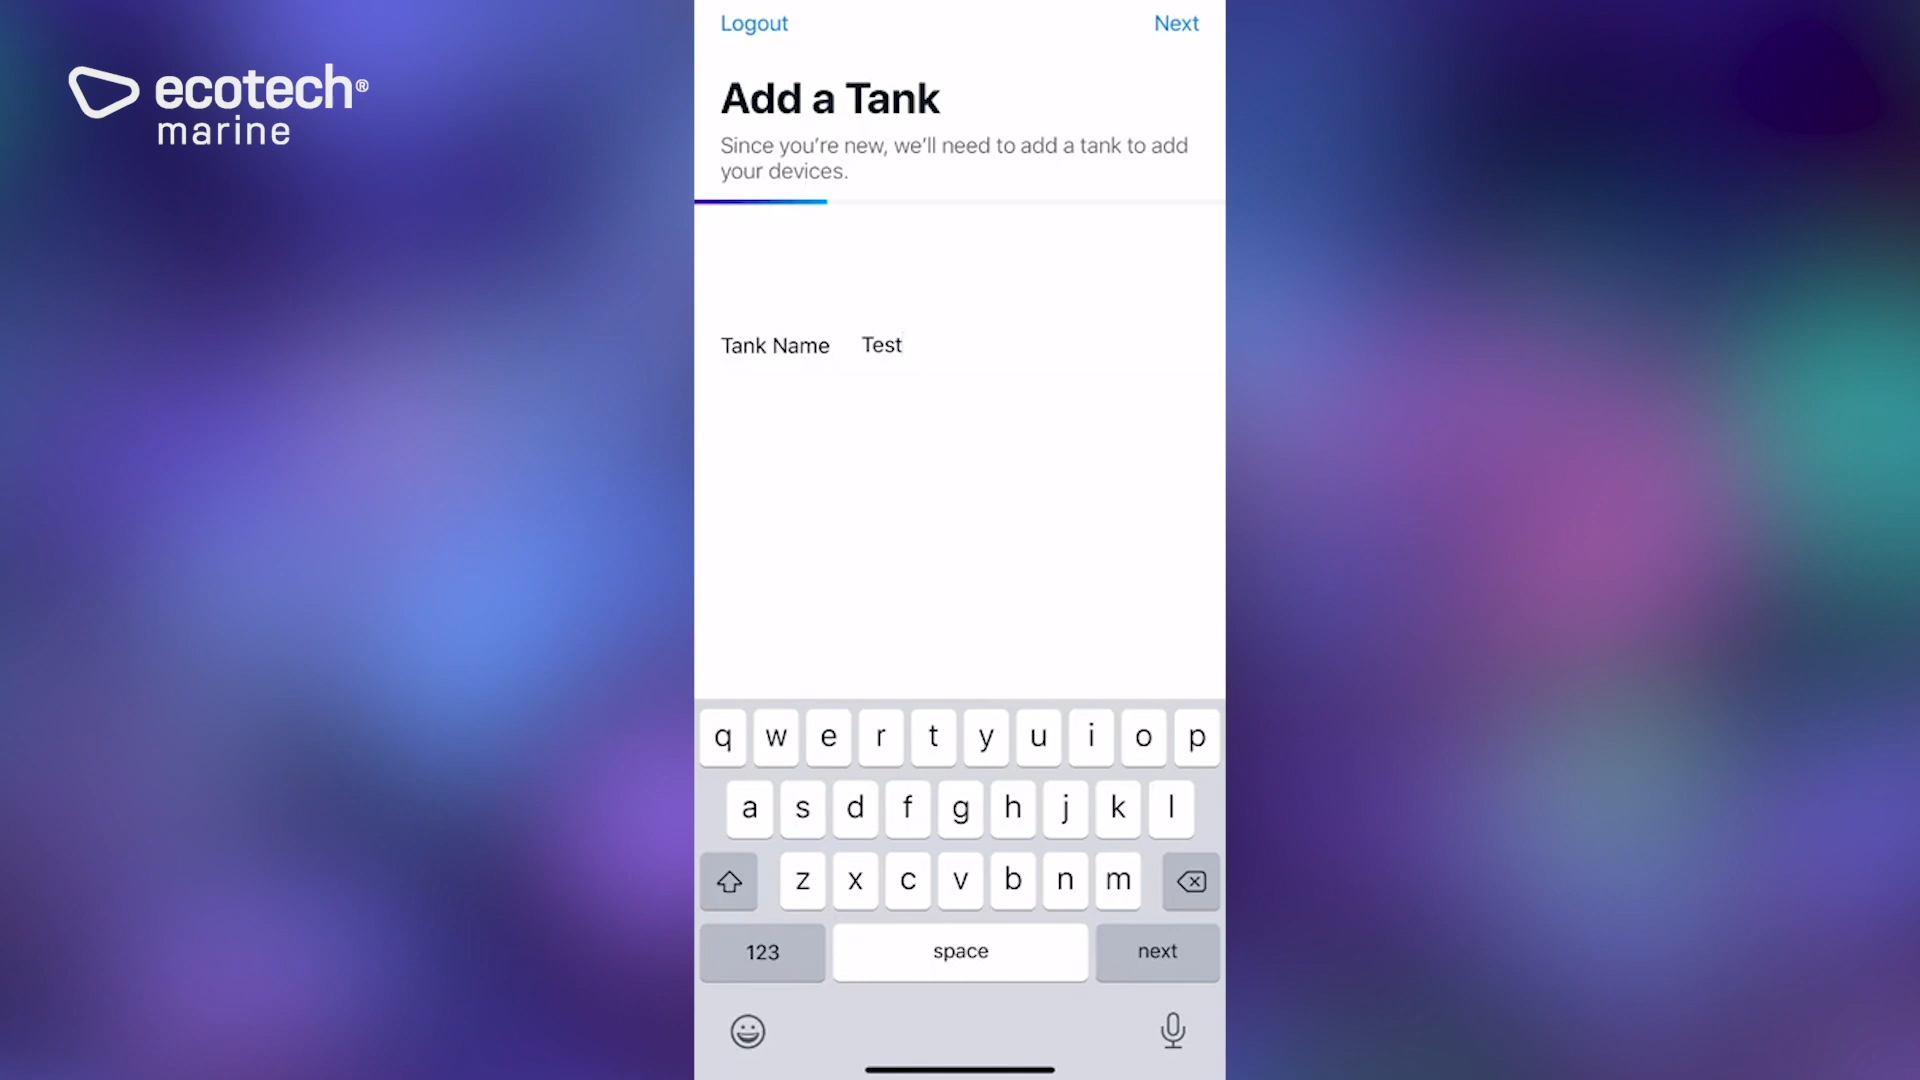 ecotech®
marine
Logout
Next
Add a Tank
Since you’re new, we’ll need to add a tank to add
your devices.
Tank Name
Test
q w e r t y u i o p
a s d f g h j k l
z x c v b n m
123
space
next